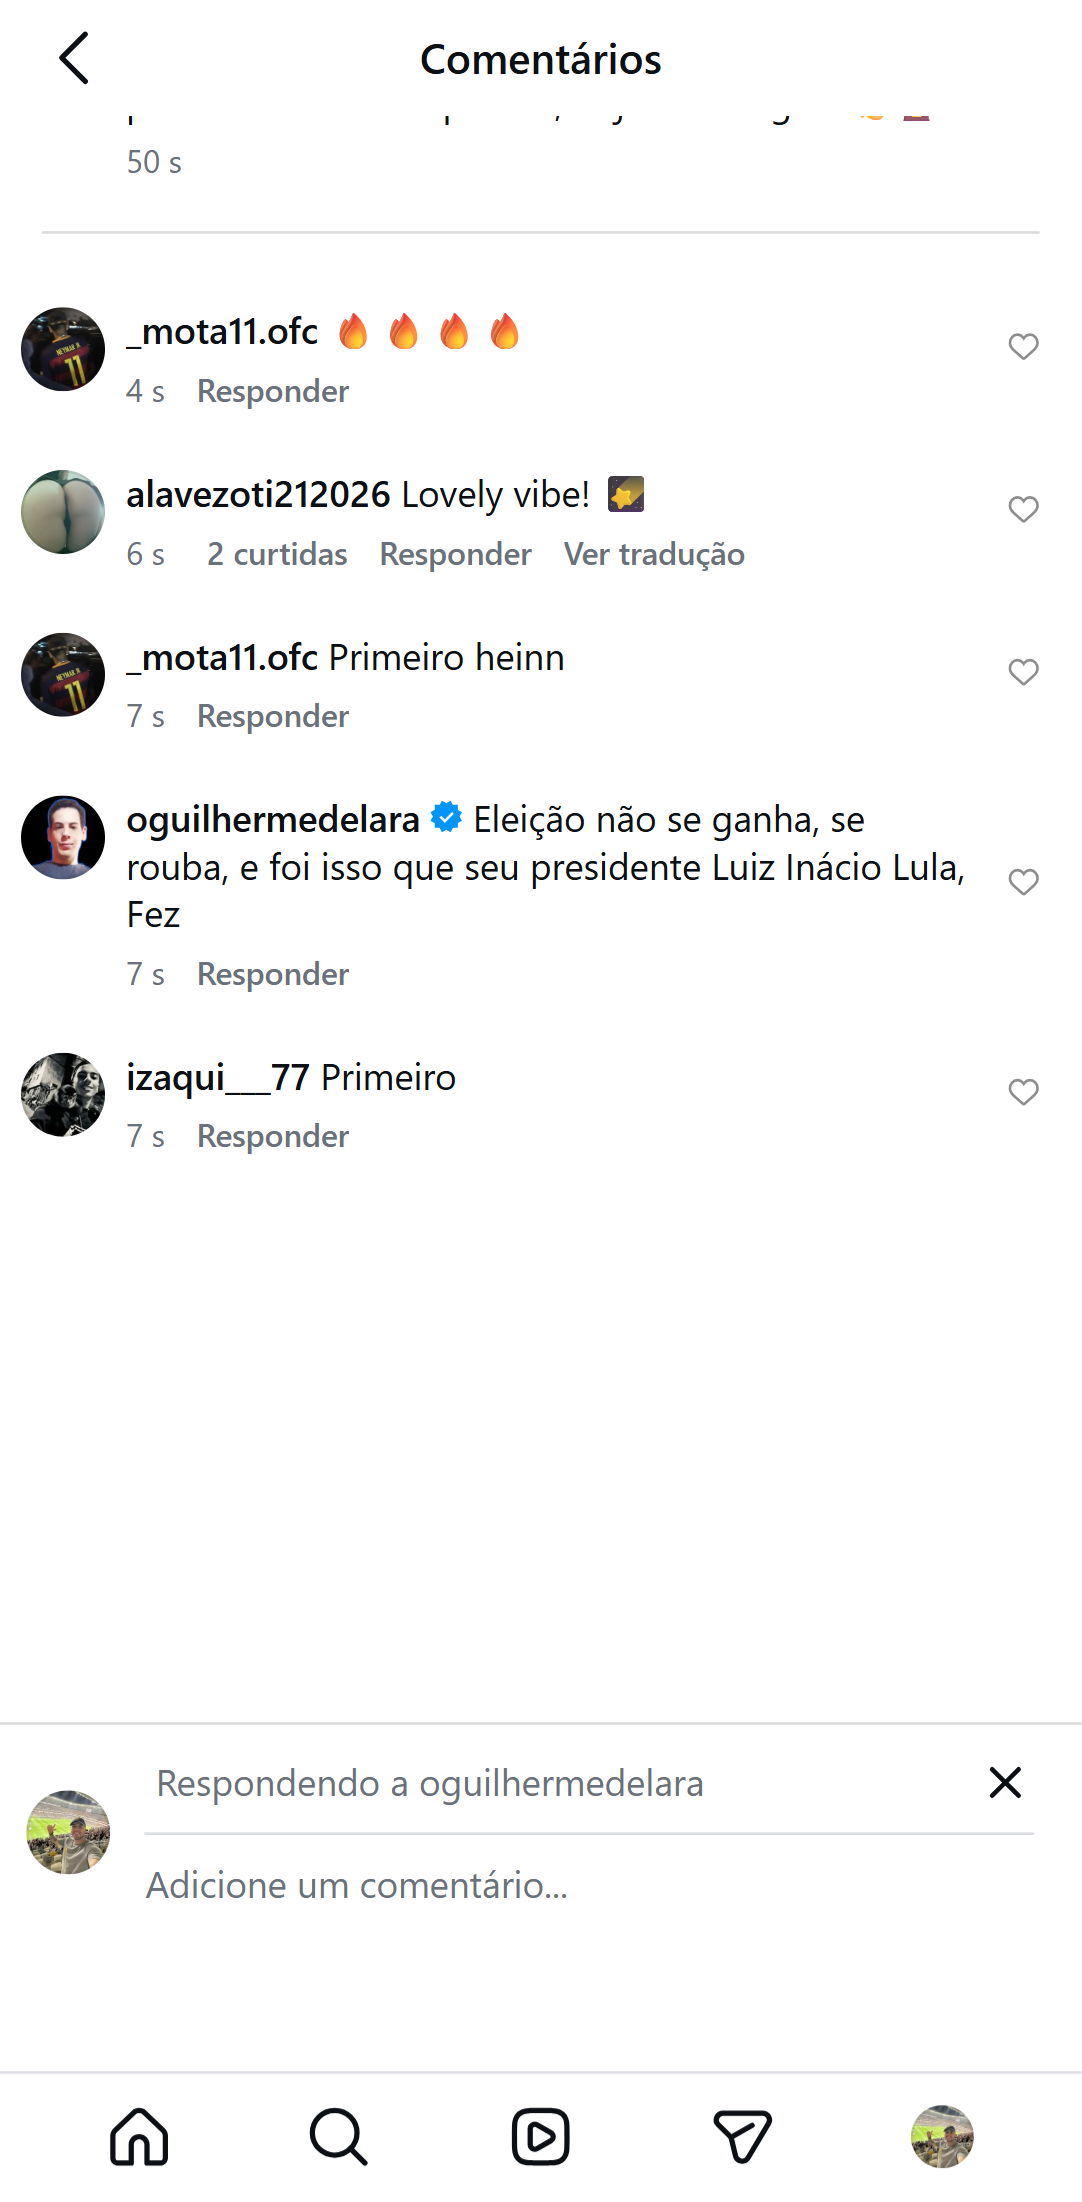 Comentários
50 s
_mota11.ofc 🔥 🔥 🔥 🔥
4 s Responder
alavezoti212026 Lovely vibe! 🌠
6 s 2 curtidas Responder Ver tradução
_mota11.ofc Primeiro heinn
7 s Responder
oguilhermedelara Eleição não se ganha, se
rouba, e foi isso que seu presidente Luiz Inácio Lula,
Fez
7 s Responder
izaqui___77 Primeiro
7 s Responder
Respondendo a oguilhermedelara
Adicione um comentário...